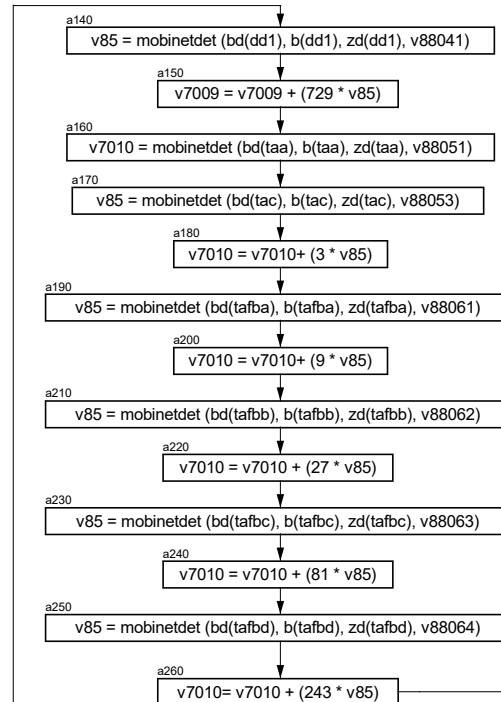 a140
v85 = mobinetdet (bd(dd1), b(dd1), zd(dd1), v88041)
a150
v7009 = v7009 + (729 * v85)
a160
v7010 = mobinetdet (bd(taa), b(taa), zd(taa), v88051)
a170
v85 = mobinetdet (bd(tac), b(tac), zd(tac), v88053)
a180
v7010 = v7010+ (3 * v85)
a190
v85 = mobinetdet (bd(tafba), b(tafba), zd(tafba), v88061)
a200
v7010 = v7010+ (9 * v85)
a210
v85 = mobinetdet (bd(tafbb), b(tafbb), zd(tafbb), v88062)
a220
v7010 = v7010 + (27 * v85)
a230
v85 = mobinetdet (bd(tafbc), b(tafbc), zd(tafbc), v88063)
a240
v7010 = v7010 + (81 * v85)
a250
v85 = mobinetdet (bd(tafbd), b(tafbd), zd(tafbd), v88064)
a260
v7010= v7010 + (243 * v85)